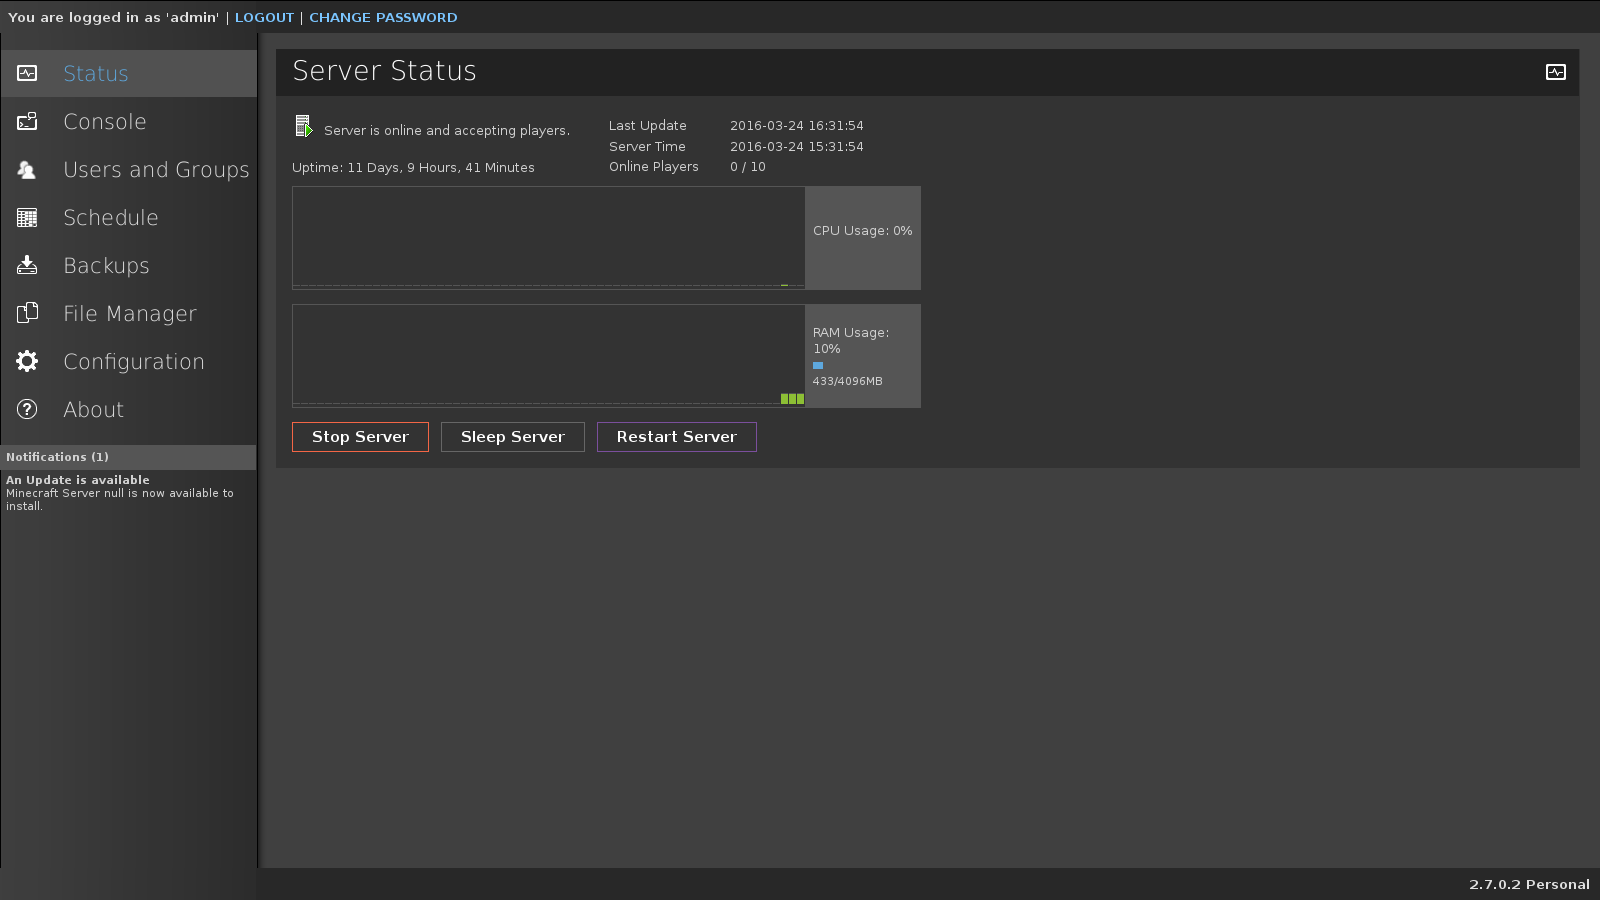 You are logged in as 'admin' | LOGOUT | CHANGE PASSWORD
Status
Console
Users and Groups
Schedule
Backups
File Manager
Configuration
About
Notifications (1)
An Update is available
Minecraft Server null is now available to
install.
Server Status
Server is online and accepting players.
Uptime: 11 Days, 9 Hours, 41 Minutes
Last Update 2016-03-24 16:31:54
Server Time 2016-03-24 15:31:54
Online Players 0 / 10
CPU Usage: 0%
RAM Usage:
10%
433/4096MB
Stop Server Sleep Server Restart Server
2.7.0.2 Personal